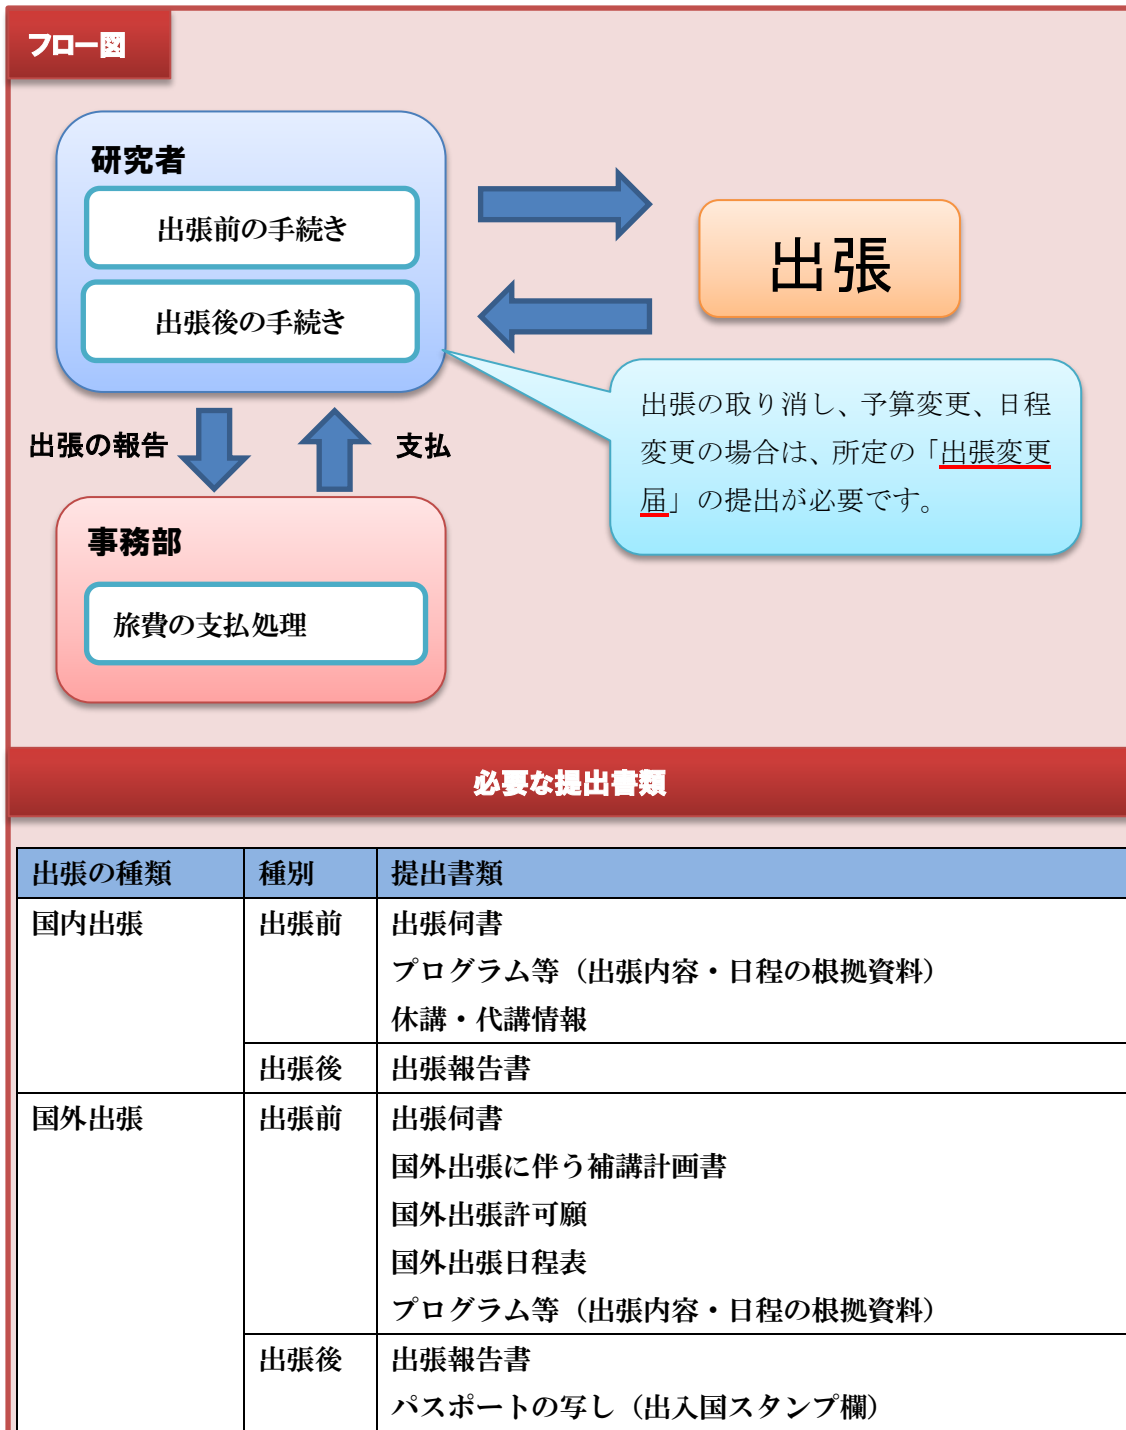 フロー図
研究者
出張前の手続き
出張後の手続き
出張
出張の取り消し、予算変更、日程
変更の場合は、所定の「出張変更
届」の提出が必要です。
出張の報告
支払
事務部
旅費の支払処理
必要な提出書類
出張の種類 種別 提出書類
国内出張 出張前 出張伺書
プログラム等（出張内容・日程の根拠資料）
休講・代講情報
出張後 出張報告書
国外出張 出張前 出張伺書
国外出張に伴う補講計画書
国外出張許可願
国外出張日程表
プログラム等（出張内容・日程の根拠資料）
出張後 出張報告書
パスポートの写し（出入国スタンプ欄）